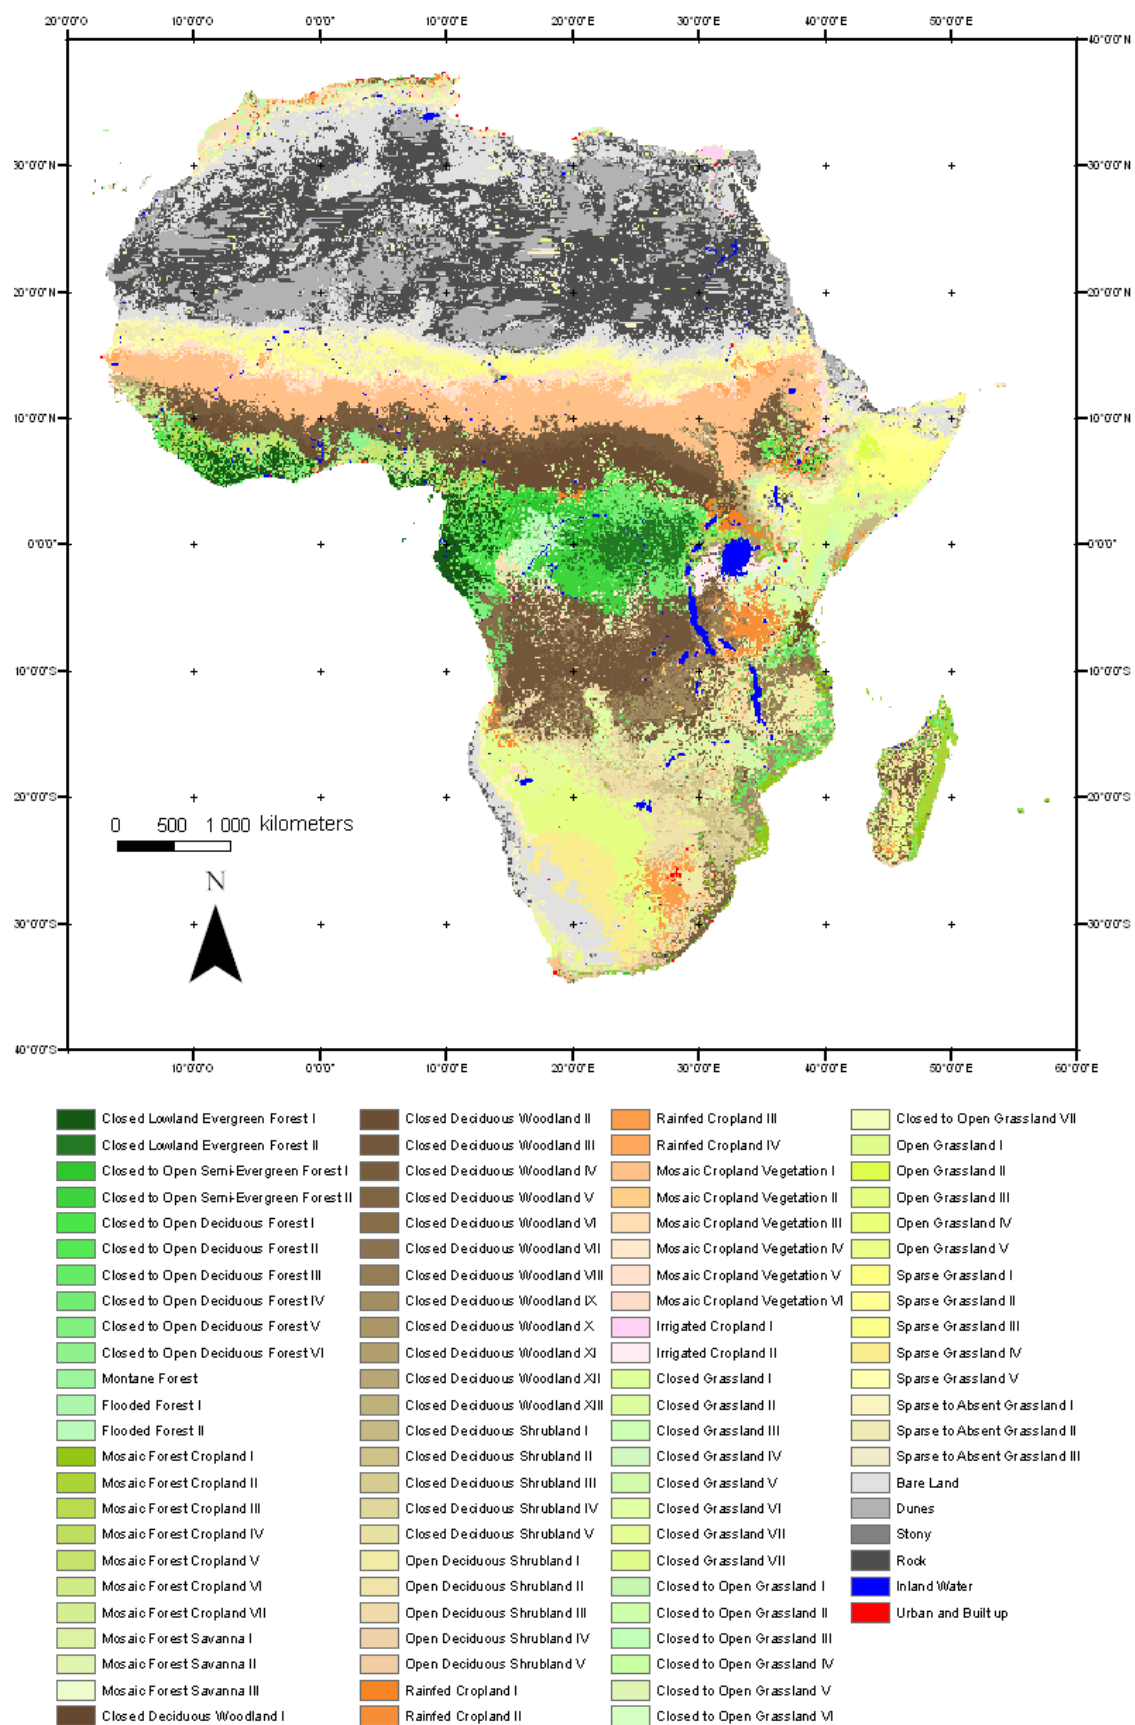 20°0'0"O 10°0'0"O 0°0'0" 10°0'0"E 20°0'0"E 30°0'0"E 40°0'0"E 50°0'0"E
40°0'0"N
30°0'0"N 30°0'0"N
20°0'0"N 20°0'0"N
10°0'0"N 10°0'0"N
0°0'0" 0°0'0"
10°0'0"S 10°0'0"S
20°0'0"S 20°0'0"S
0 500 1 000 kilometers
N
30°0'0"S 30°0'0"S
40°0'0"S
10°0'0"O 0°0'0" 10°0'0"E 20°0'0"E 30°0'0"E 40°0'0"E 50°0'0"E 60°0'0"E
Closed Lowland Evergreen Forest I
Closed Lowland Evergreen Forest II
Closed to Open Semi-Evergreen Forest I
Closed to Open Semi-Evergreen Forest II
Closed to Open Deciduous Forest I
Closed to Open Deciduous Forest II
Closed to Open Deciduous Forest III
Closed to Open Deciduous Forest IV
Closed to Open Deciduous Forest V
Closed to Open Deciduous Forest VI
Montane Forest
Flooded Forest I
Flooded Forest II
Mosaic Forest Cropland I
Mosaic Forest Cropland II
Mosaic Forest Cropland III
Mosaic Forest Cropland IV
Mosaic Forest Cropland V
Mosaic Forest Cropland VI
Mosaic Forest Cropland VII
Mosaic Forest Savanna I
Mosaic Forest Savanna II
Mosaic Forest Savanna III
Closed Deciduous Woodland I
Closed Deciduous Woodland II
Closed Deciduous Woodland III
Closed Deciduous Woodland IV
Closed Deciduous Woodland V
Closed Deciduous Woodland VI
Closed Deciduous Woodland VII
Closed Deciduous Woodland VIII
Closed Deciduous Woodland IX
Closed Deciduous Woodland X
Closed Deciduous Woodland XI
Closed Deciduous Woodland XII
Closed Deciduous Woodland XIII
Closed Deciduous Shrubland I
Closed Deciduous Shrubland II
Closed Deciduous Shrubland III
Closed Deciduous Shrubland IV
Closed Deciduous Shrubland V
Open Deciduous Shrubland I
Open Deciduous Shrubland II
Open Deciduous Shrubland III
Open Deciduous Shrubland IV
Open Deciduous Shrubland V
Rainfed Cropland I
Rainfed Cropland II
Rainfed Cropland III
Rainfed Cropland IV
Mosaic Cropland Vegetation I
Mosaic Cropland Vegetation II
Mosaic Cropland Vegetation III
Mosaic Cropland Vegetation IV
Mosaic Cropland Vegetation V
Mosaic Cropland Vegetation VI
Irrigated Cropland I
Irrigated Cropland II
Closed Grassland I
Closed Grassland II
Closed Grassland III
Closed Grassland IV
Closed Grassland V
Closed Grassland VI
Closed Grassland VII
Closed Grassland VII
Closed to Open Grassland I
Closed to Open Grassland II
Closed to Open Grassland III
Closed to Open Grassland IV
Closed to Open Grassland V
Closed to Open Grassland VI
Closed to Open Grassland VII
Open Grassland I
Open Grassland II
Open Grassland III
Open Grassland IV
Open Grassland V
Sparse Grassland I
Sparse Grassland II
Sparse Grassland III
Sparse Grassland IV
Sparse Grassland V
Sparse to Absent Grassland I
Sparse to Absent Grassland II
Sparse to Absent Grassland III
Bare Land
Dunes
Stony
Rock
Inland Water
Urban and Built up